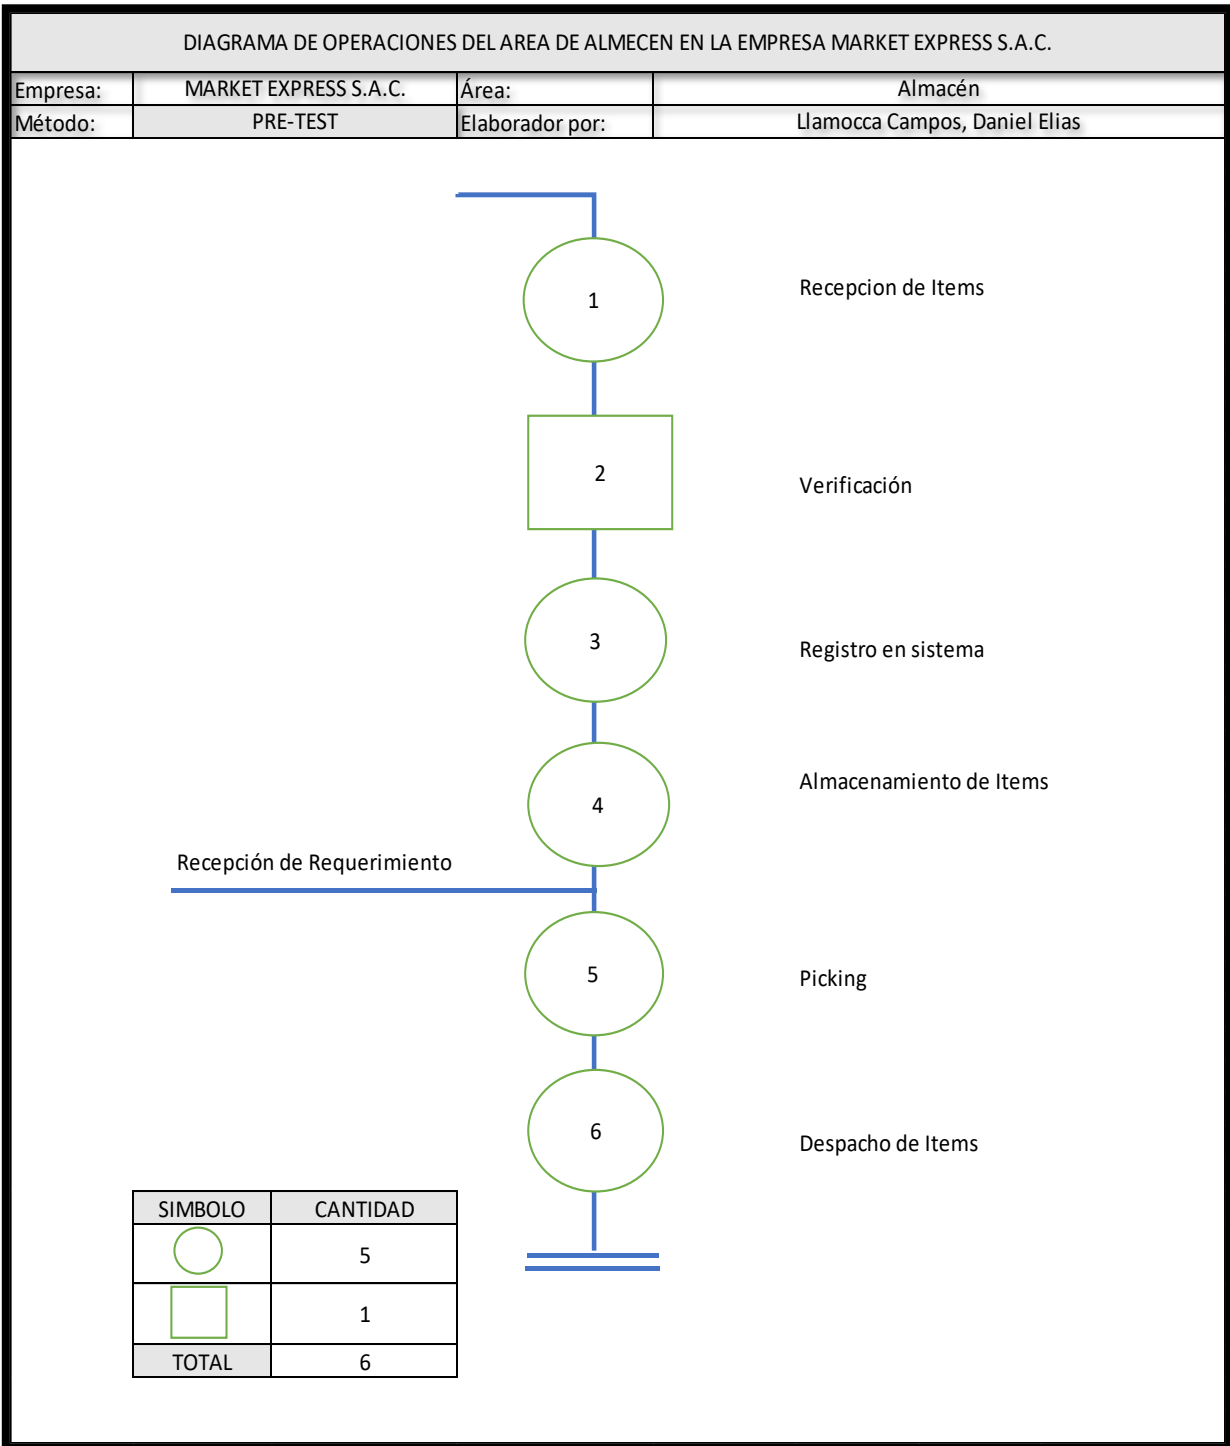 DIAGRAMA DE OPERACIONES DEL AREA DE ALMECEN EN LA EMPRESA MARKET EXPRESS S.A.C.
Empresa: MARKET EXPRESS S.A.C. Área: Almacén
Método: PRE-TEST Elaborador por: Llamocca Campos, Daniel Elias
1 Recepcion de Items
2 Verificación
3 Registro en sistema
4 Almacenamiento de Items
Recepción de Requerimiento
5 Picking
6 Despacho de Items
SIMBOLO CANTIDAD
5
1
TOTAL 6